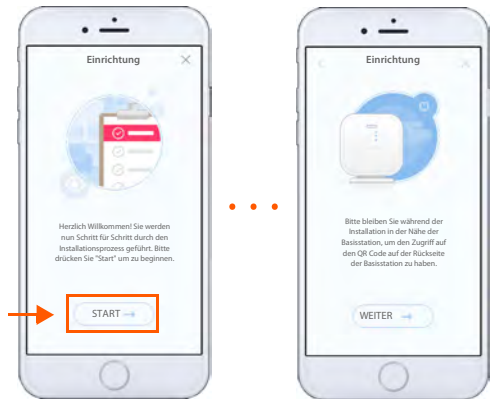 Einrichtung
Herzlich Willkommen! Sie werden
nun Schritt für Schritt durch den
Installationsprozess geführt. Bitte
drücken Sie "Start" um zu beginnen.
START
Einrichtung
Bitte bleiben Sie während der
Installation in der Nähe der
Basisstation, um den Zugriff auf
den QR Code auf der Rückseite
der Basisstation zu haben.
WEITER